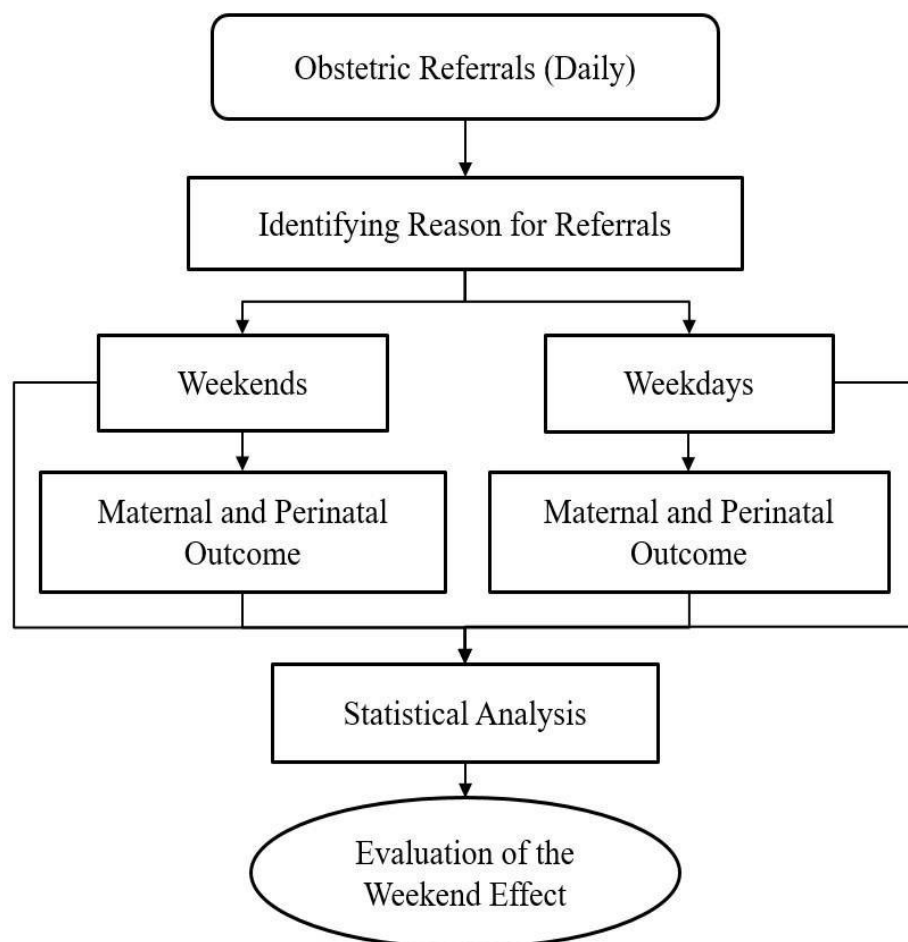 Obstetric Referrals (Daily)
Identifying Reason for Referrals
Weekends
Weekdays
Maternal and Perinatal
Outcome
Maternal and Perinatal
Outcome
Statistical Analysis
Evaluation of the
Weekend Effect